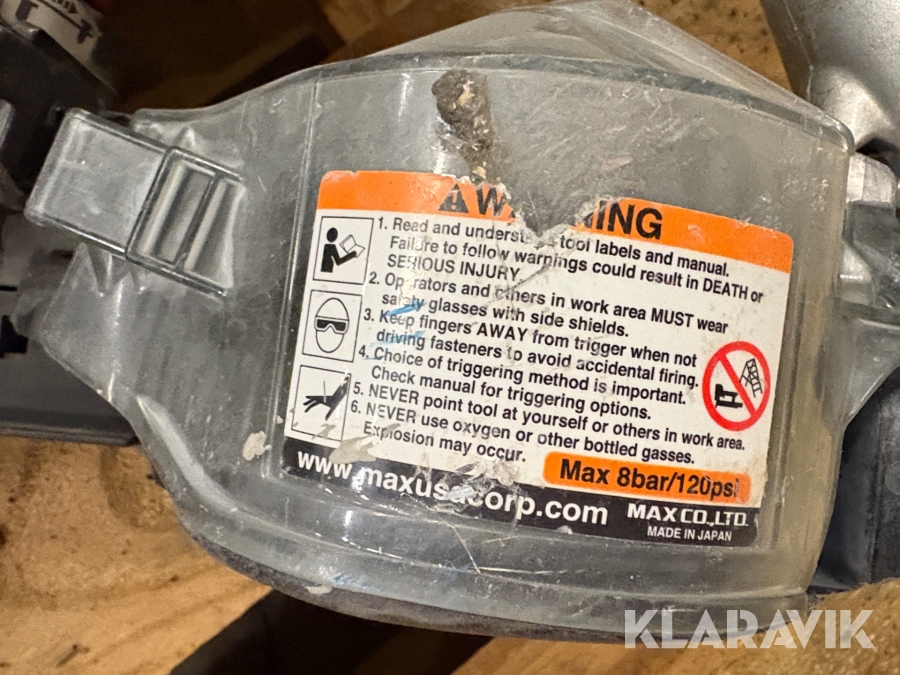 WARNING
1. Read and understand tool labels and manual.
Failure to follow warnings could result in DEATH or
SERIOUS INJURY.
2. Operators and others in work area MUST wear
safety glasses with side shields.
3. Keep fingers AWAY from trigger when not
driving fasteners to avoid accidental firing.
4. Choice of triggering method is important.
Check manual for triggering options.
5. NEVER point tool at yourself or others in work area.
6. NEVER use oxygen or other bottled gasses.
Explosion may occur.
Max 8bar/120psi
www.maxusacorp.com
MAX CO.,LTD.
MADE IN JAPAN
KLARAVIK